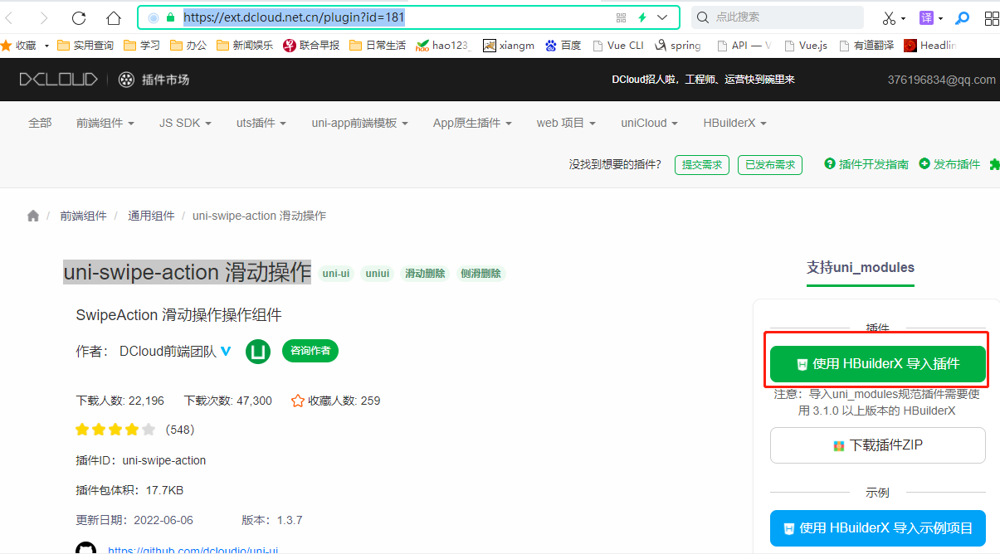 https://ext.dcloud.net.cn/plugin?id=181
点此搜索
译
收藏 实用查询 学习 办公 新闻娱乐 联合早报 日常生活 hao123_ xiangm 百度 Vue CLI spring API — V Vue.js 有道翻译 Headlin
DCLOUD 插件市场 DCloud招人啦，工程师、运营快到碗里来 376196834@qq.com
全部 前端组件 JS SDK uts插件 uni-app前端模板 App原生插件 web 项目 uniCloud HBuilderX
没找到想要的插件？ 提交需求 已发布需求 插件开发指南 发布插件
/ 前端组件 / 通用组件 / uni-swipe-action 滑动操作
uni-swipe-action 滑动操作 uni-ui uniui 滑动删除 侧滑删除
支持uni_modules
SwipeAction 滑动操作操作组件
作者： DCloud前端团队 咨询作者
下载人数: 22,196 下载次数: 47,300 收藏人数: 259
（548）
插件ID：uni-swipe-action
插件包体积：17.7KB
更新日期：2022-06-06 版本：1.3.7
https://github.com/dcloudio/uni-ui
插件
使用 HBuilderX 导入插件
注意：导入uni_modules规范插件需要使
用 3.1.0 以上版本的 HBuilderX
下载插件ZIP
示例
使用 HBuilderX 导入示例项目